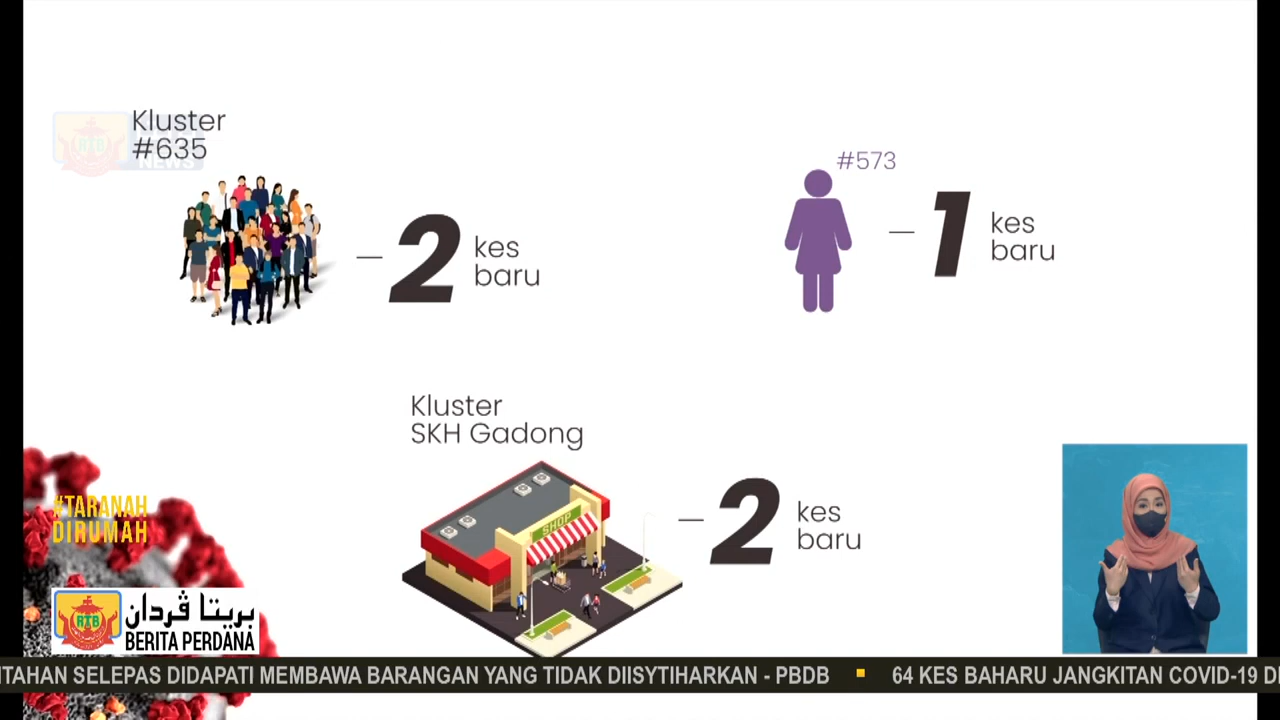 Kluster
#635
NEWS
2 kes
baru
#573
1 kes
baru
Kluster
SKH Gadong
SHOP
2 kes
baru
#TARANAH
DIRUMAH
RTB
بريتا ڤردان
BERITA PERDANA
TAHAN SELEPAS DIDAPATI MEMBAWA BARANGAN YANG TIDAK DIISYTIHARKAN - PBDB
64 KES BAHARU JANGKITAN COVID-19